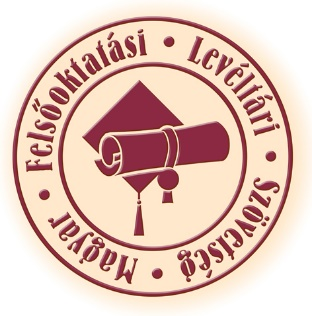 Magyar • Felsőoktatási • Levéltári • Szövetség •